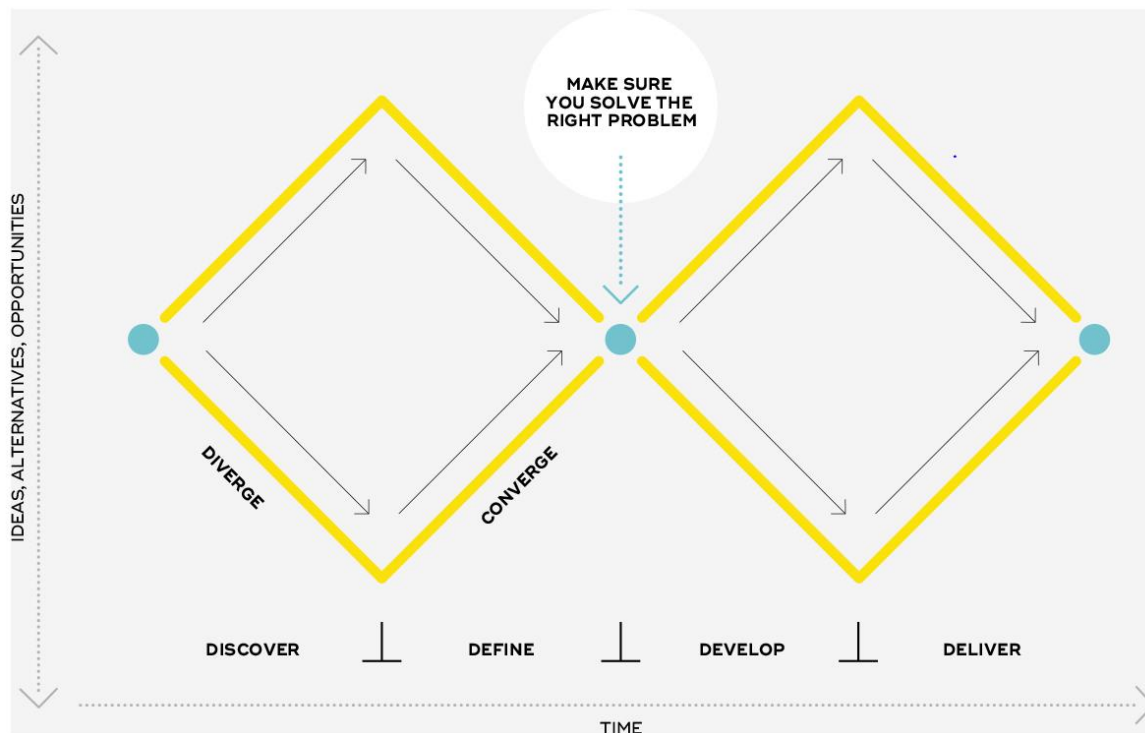 MAKE SURE
YOU SOLVE THE
RIGHT PROBLEM
IDEAS, ALTERNATIVES, OPPORTUNITIES
DIVERGE
CONVERGE
DISCOVER
DEFINE
DEVELOP
DELIVER
TIME